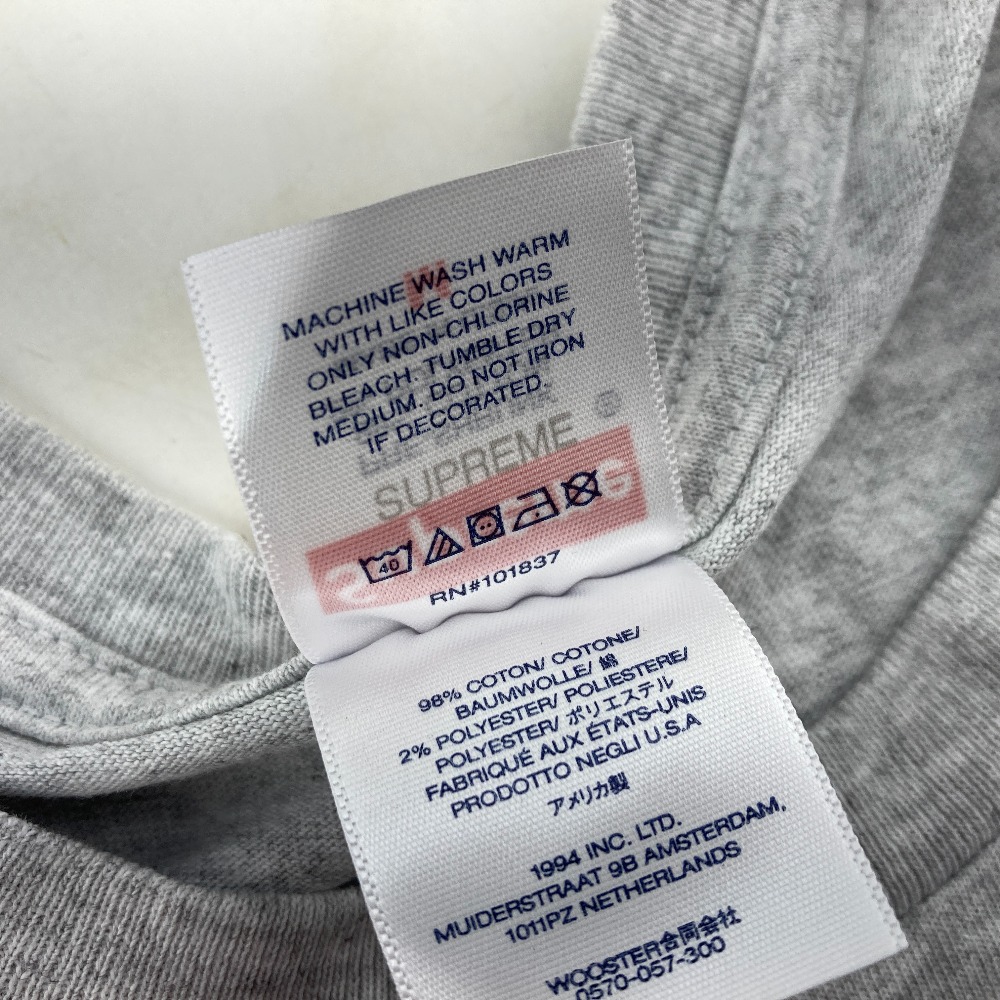 MACHINE WASH WARM
WITH LIKE COLORS
ONLY NON-CHLORINE
BLEACH. TUMBLE DRY
MEDIUM. DO NOT IRON
IF DECORATED.
SUPREME
40
RN#101837
98% COTON/ COTONE/
BAUMWOLLE/ 綿
2% POLYESTER/ POLIESTERE/
POLYESTER/ ポリエステル
FABRIQUÉ AUX ÉTATS-UNIS
PRODOTTO NEGLI U.S.A
アメリカ製
1994 INC. LTD.
MUIDERSTRAAT 9B AMSTERDAM,
1011PZ NETHERLANDS
WOOSTER合同会社
0570-057-300